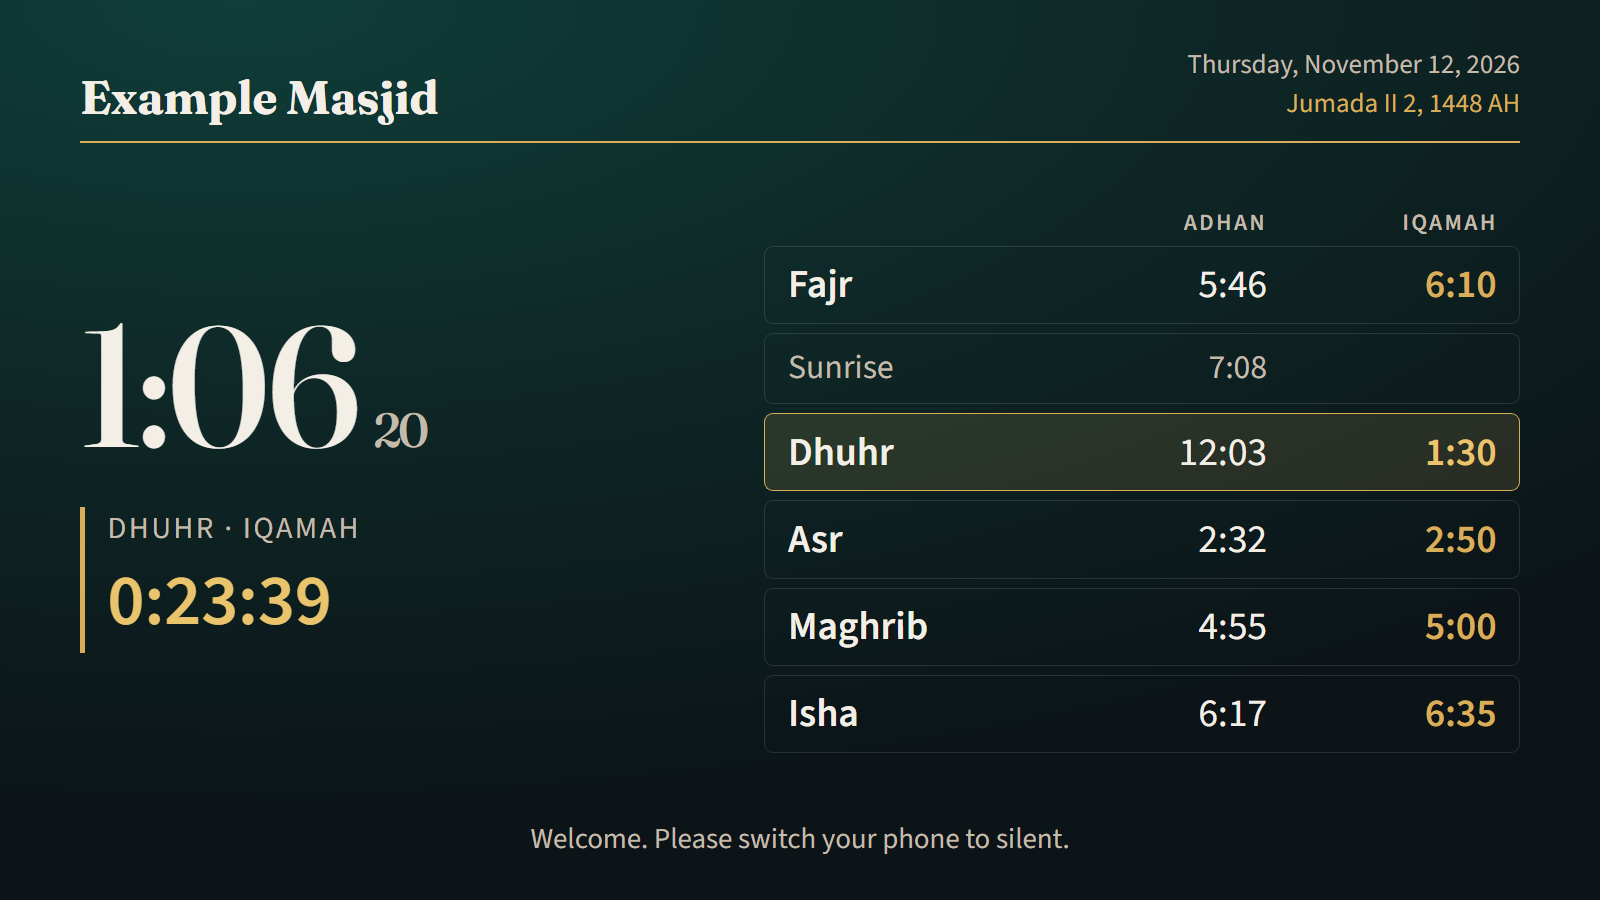 Example Masjid
Thursday, November 12, 2026
Jumada II 2, 1448 AH
1:06 20
DHUHR · IQAMAH
0:23:39
ADHAN IQAMAH
Fajr 5:46 6:10
Sunrise 7:08
Dhuhr 12:03 1:30
Asr 2:32 2:50
Maghrib 4:55 5:00
Isha 6:17 6:35
Welcome. Please switch your phone to silent.